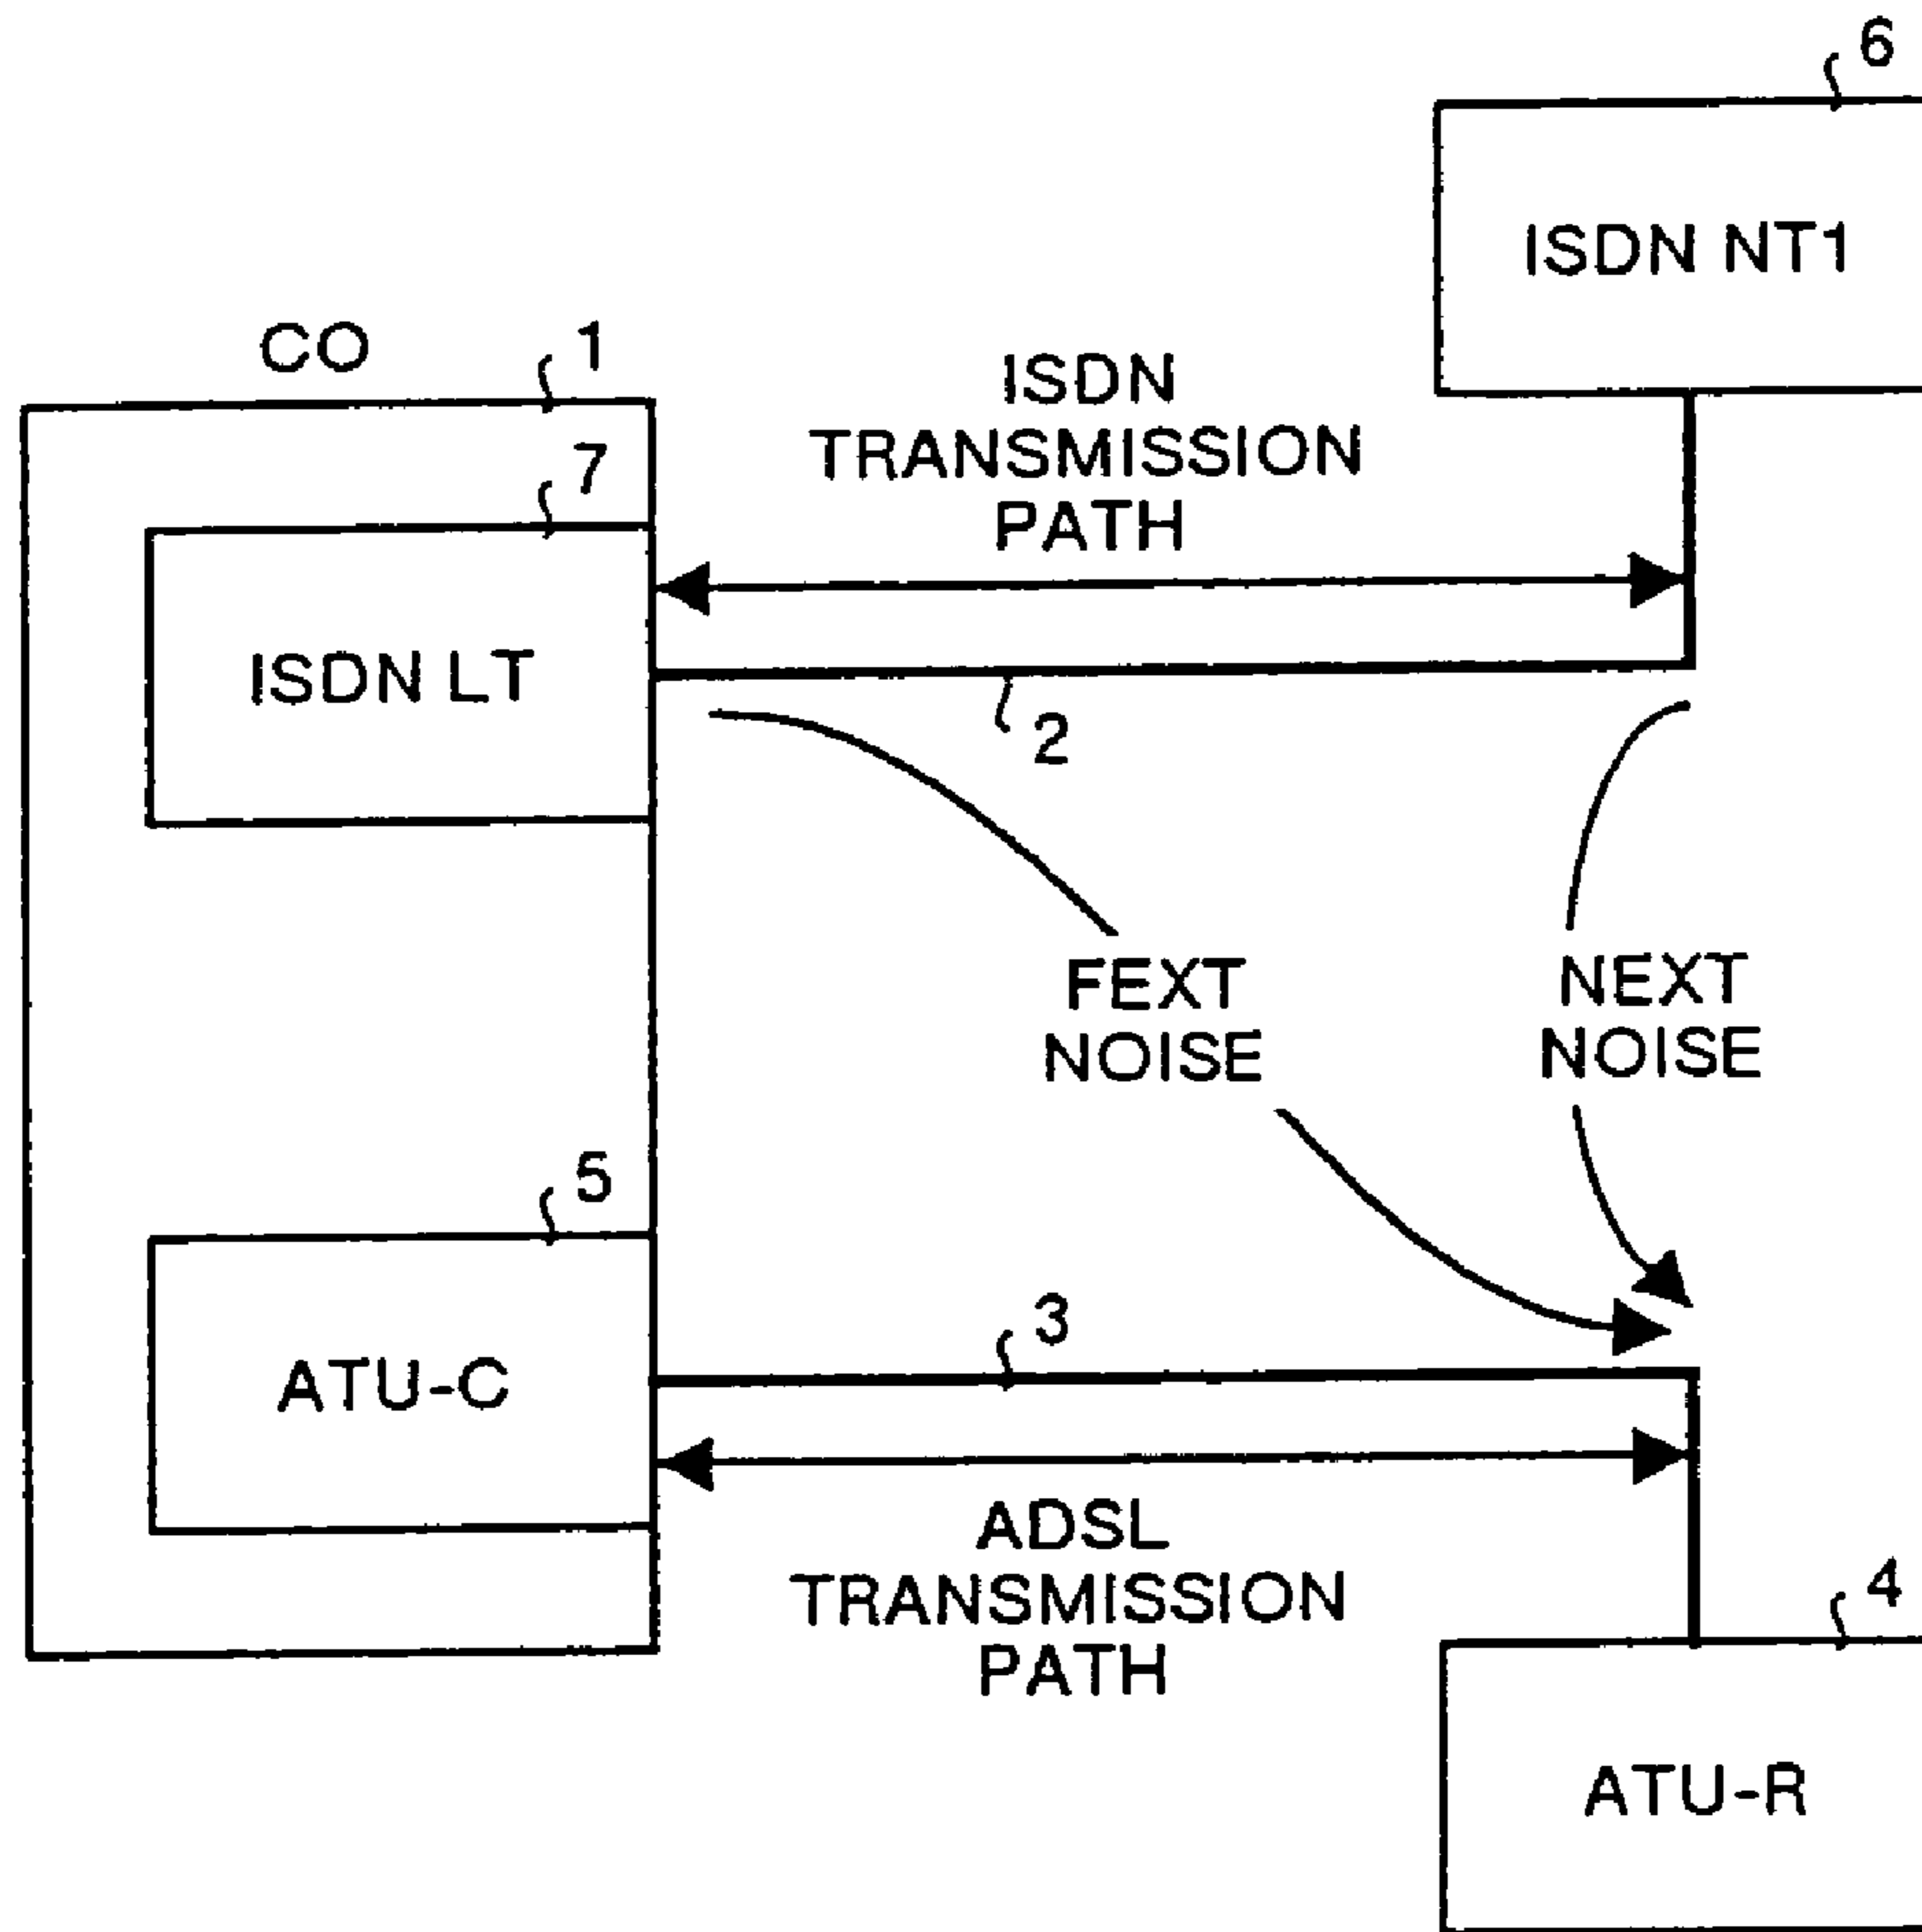 6
ISDN NT1
CO
1
7
ISDN
TRANSMISSION
PATH
ISDN LT
2
FEXT
NOISE
NEXT
NOISE
5
3
ATU-C
ADSL
TRANSMISSION
PATH
4
ATU-R